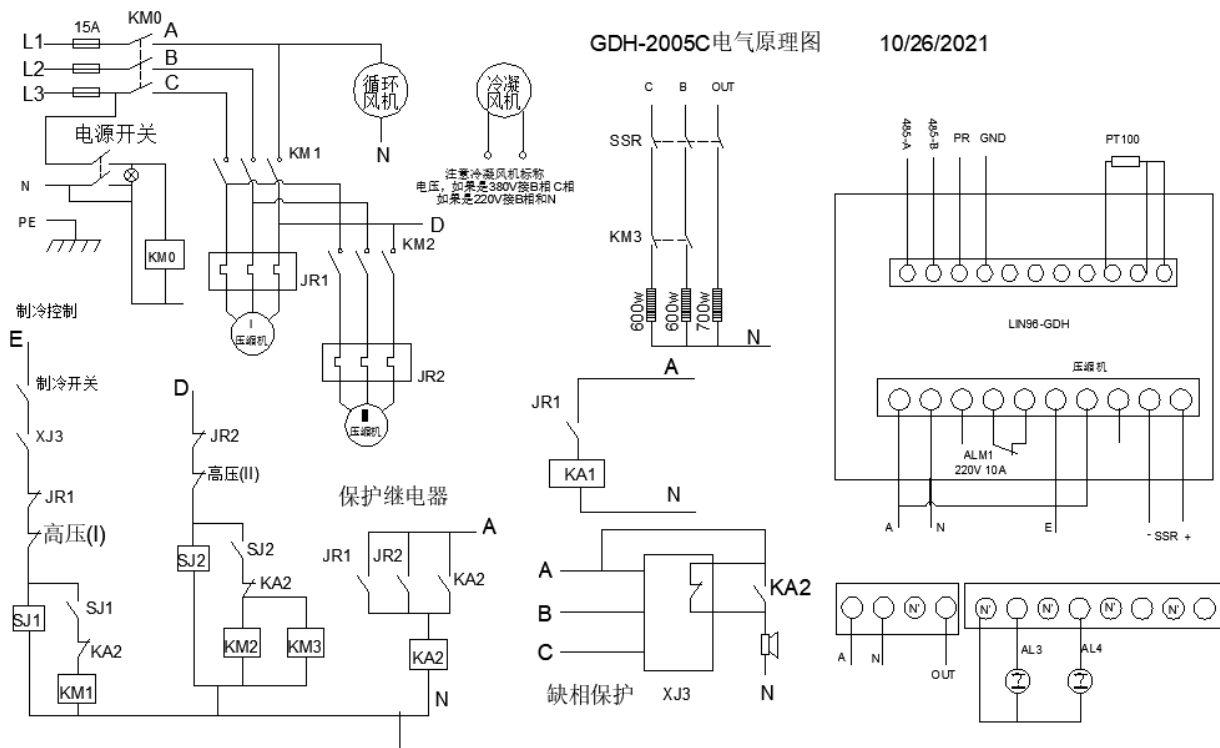 GDH-2005C电气原理图
10/26/2021
L1
15A
KM0
A
L2
B
L3
C
循环
风机
N
冷凝
风机
注意冷凝风机标称
电压，如果是380V接B相C相
如果是220V接B相和N
电源开关
N
PE
KM0
KM1
D
KM2
JR1
I
压缩机
JR2
II
压缩机
C
B
OUT
SSR
KM3
600w
600w
700w
N
485-A
485-B
PR
GND
PT100
LIN96-GDH
压缩机
ALM1
220V 10A
A
N
E
- SSR +
制冷控制
E
制冷开关
XJ3
JR1
高压(I)
SJ1
SJ1
KA2
KM1
D
JR2
高压(II)
SJ2
SJ2
KA2
KM2
KM3
保护继电器
A
JR1
JR2
KA2
KA2
N
A
JR1
KA1
N
A
B
C
KA2
缺相保护
XJ3
N
N'
A
N
OUT
N'
N'
N'
N'
AL3
AL4
?
?